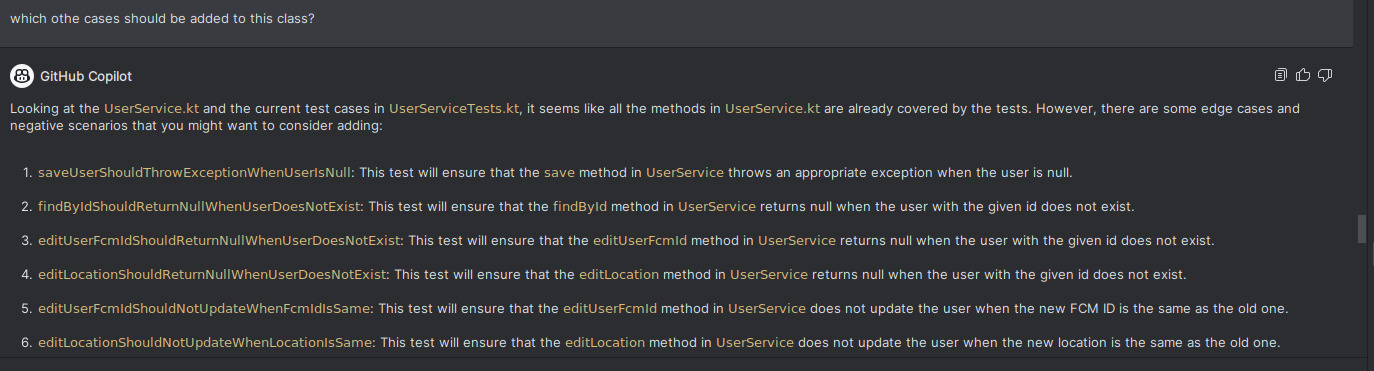 which othe cases should be added to this class?
GitHub Copilot
Looking at the UserService.kt and the current test cases in UserServiceTests.kt, it seems like all the methods in UserService.kt are already covered by the tests. However, there are some edge cases and
negative scenarios that you might want to consider adding:
1. saveUserShouldThrowExceptionWhenUserIsNull: This test will ensure that the save method in UserService throws an appropriate exception when the user is null.
2. findByIdShouldReturnNullWhenUserDoesNotExist: This test will ensure that the findById method in UserService returns null when the user with the given id does not exist.
3. editUserFcmIdShouldReturnNullWhenUserDoesNotExist: This test will ensure that the editUserFcmId method in UserService returns null when the user with the given id does not exist.
4. editLocationShouldReturnNullWhenUserDoesNotExist: This test will ensure that the editLocation method in UserService returns null when the user with the given id does not exist.
5. editUserFcmIdShouldNotUpdateWhenFcmIdIsSame: This test will ensure that the editUserFcmId method in UserService does not update the user when the new FCM ID is the same as the old one.
6. editLocationShouldNotUpdateWhenLocationIsSame: This test will ensure that the editLocation method in UserService does not update the user when the new location is the same as the old one.